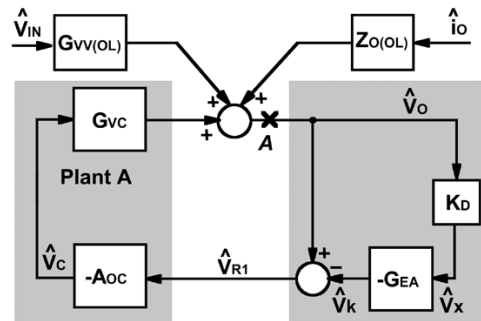 V̂IN
GVV(OL)
ZO(OL)
îO
+
+
+
A
GVC
V̂O
Plant A
KD
+
−
V̂C
-AOC
V̂R1
V̂k
-GEA
V̂x